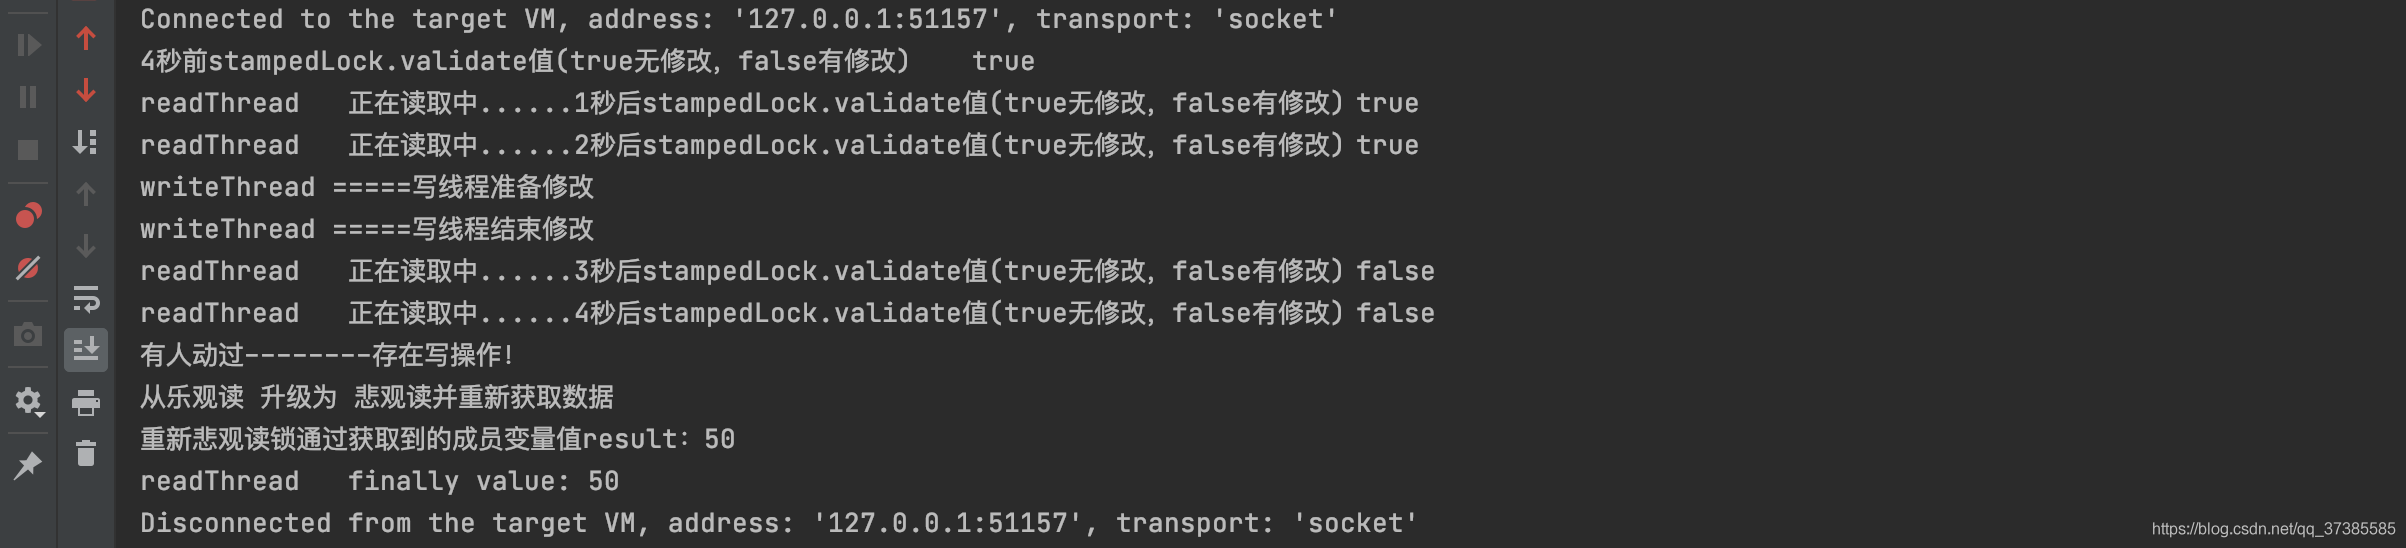 Connected to the target VM, address: '127.0.0.1:51157', transport: 'socket'
4秒前stampedLock.validate值(true无修改，false有修改)    true
readThread   正在读取中......1秒后stampedLock.validate值(true无修改，false有修改)true
readThread   正在读取中......2秒后stampedLock.validate值(true无修改，false有修改)true
writeThread =====写线程准备修改
writeThread =====写线程结束修改
readThread   正在读取中......3秒后stampedLock.validate值(true无修改，false有修改)false
readThread   正在读取中......4秒后stampedLock.validate值(true无修改，false有修改)false
有人动过--------存在写操作！
从乐观读 升级为 悲观读并重新获取数据
重新悲观读锁通过获取到的成员变量值result：50
readThread   finally value: 50
Disconnected from the target VM, address: '127.0.0.1:51157', transport: 'socket'
https://blog.csdn.net/qq_37385585